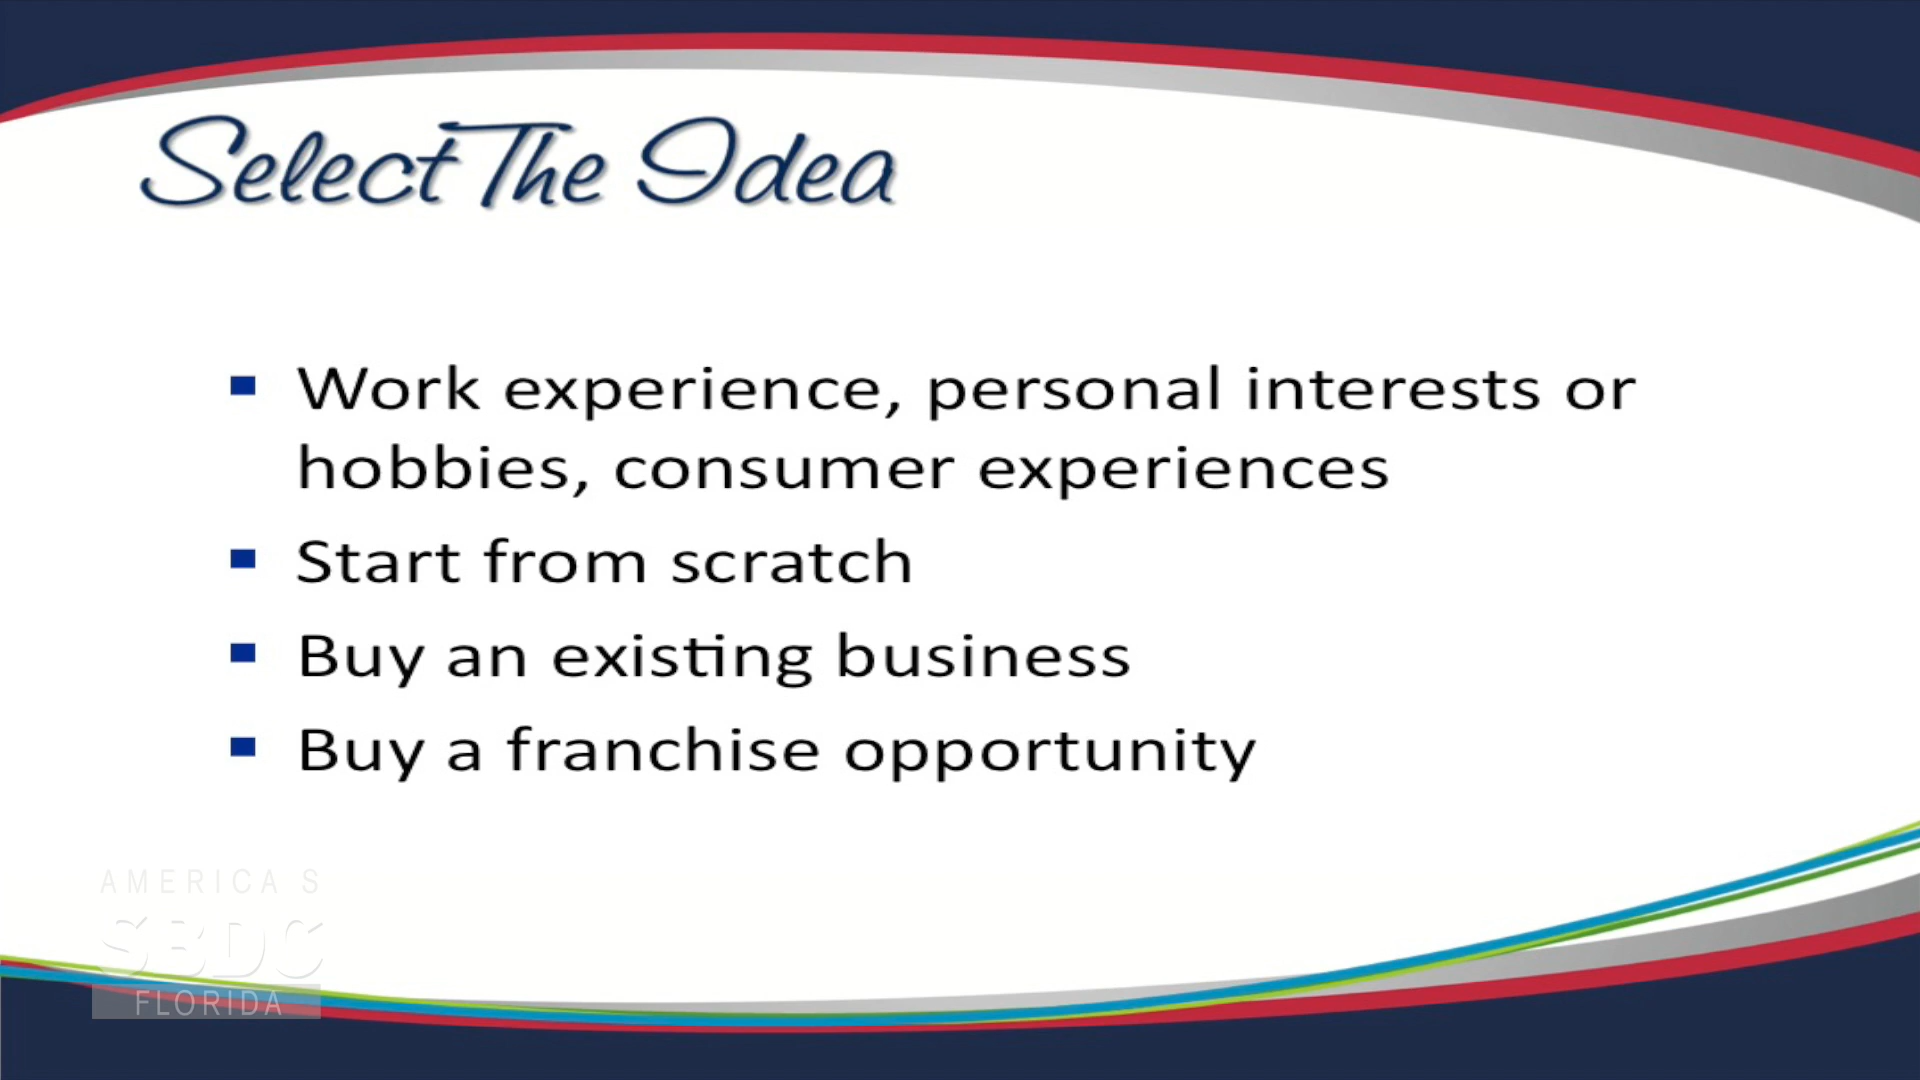 Select The Idea
Work experience, personal interests or
hobbies, consumer experiences
Start from scratch
Buy an existing business
Buy a franchise opportunity
AMERICA S
SBDC
FLORIDA